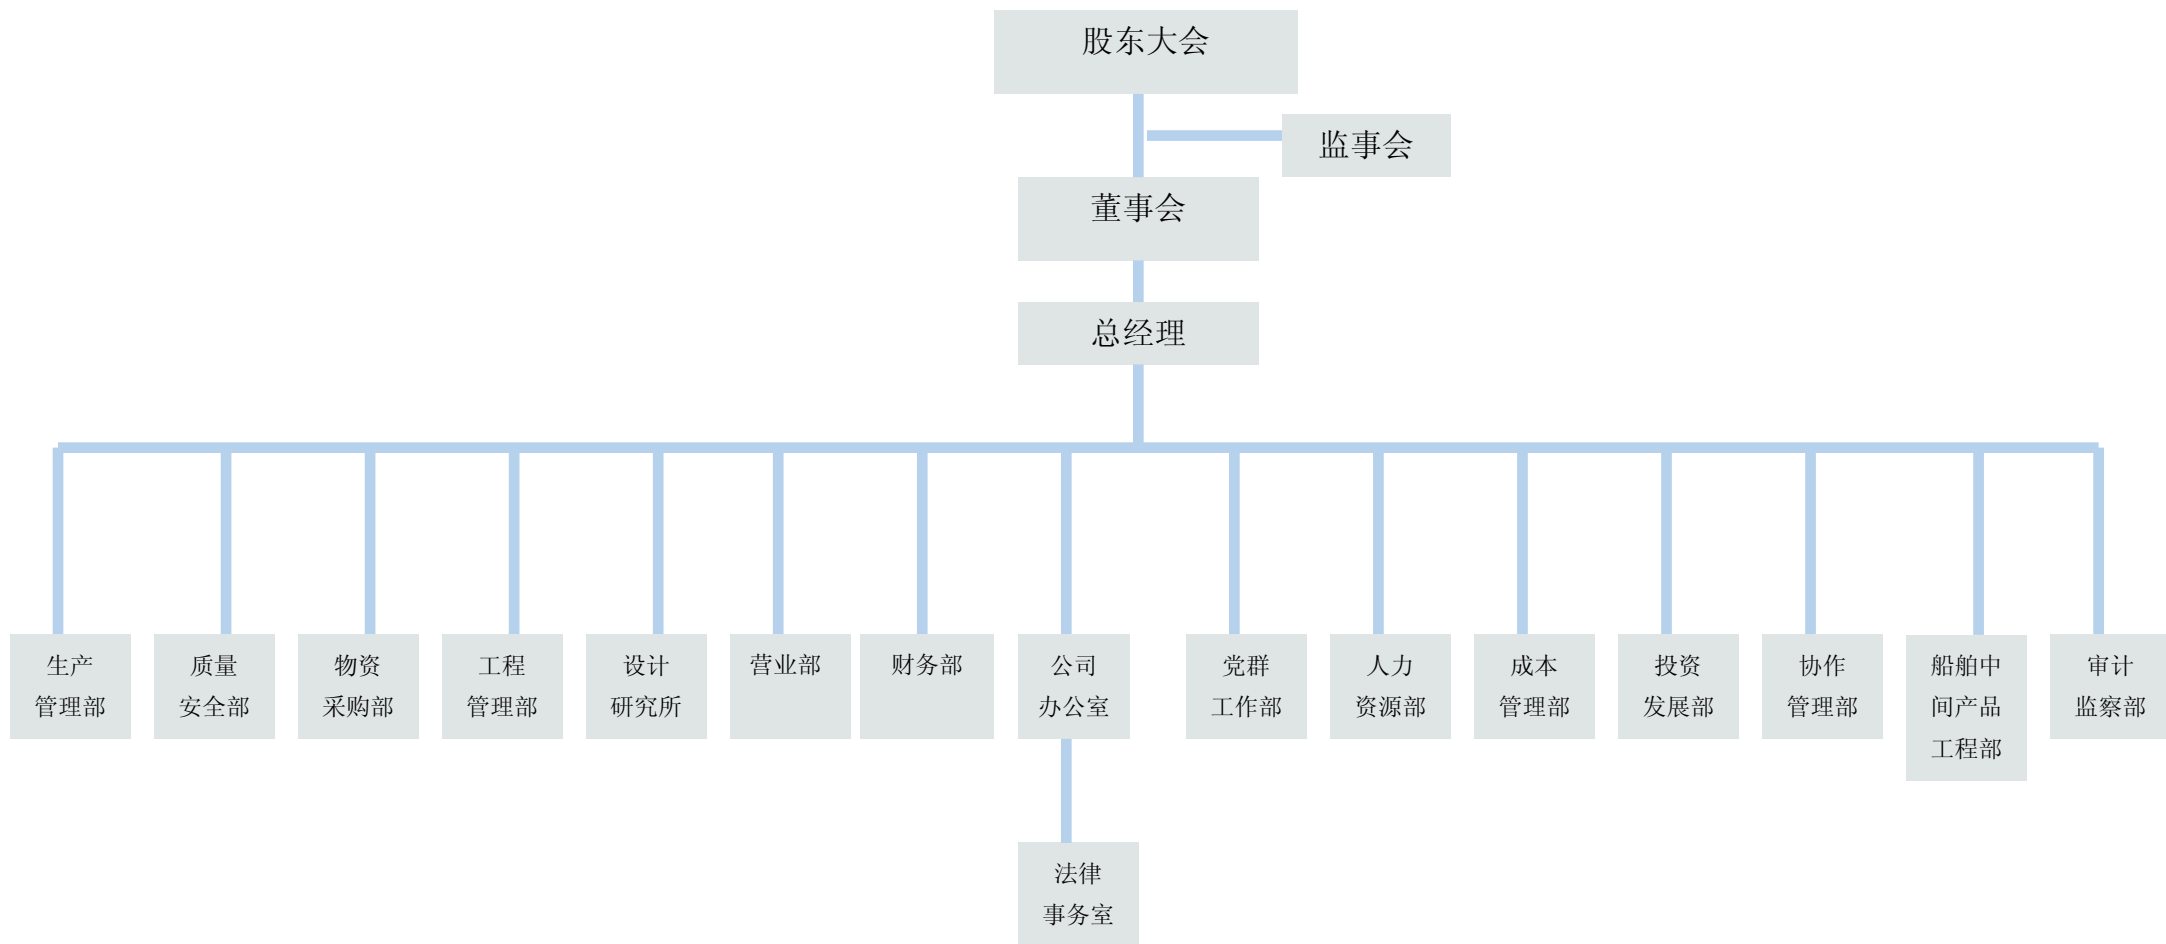 股东大会
监事会
董事会
总经理
生产
管理部
质量
安全部
物资
采购部
工程
管理部
设计
研究所
营业部
财务部
公司
办公室
党群
工作部
人力
资源部
成本
管理部
投资
发展部
协作
管理部
船舶中
间产品
工程部
审计
监察部
法律
事务室